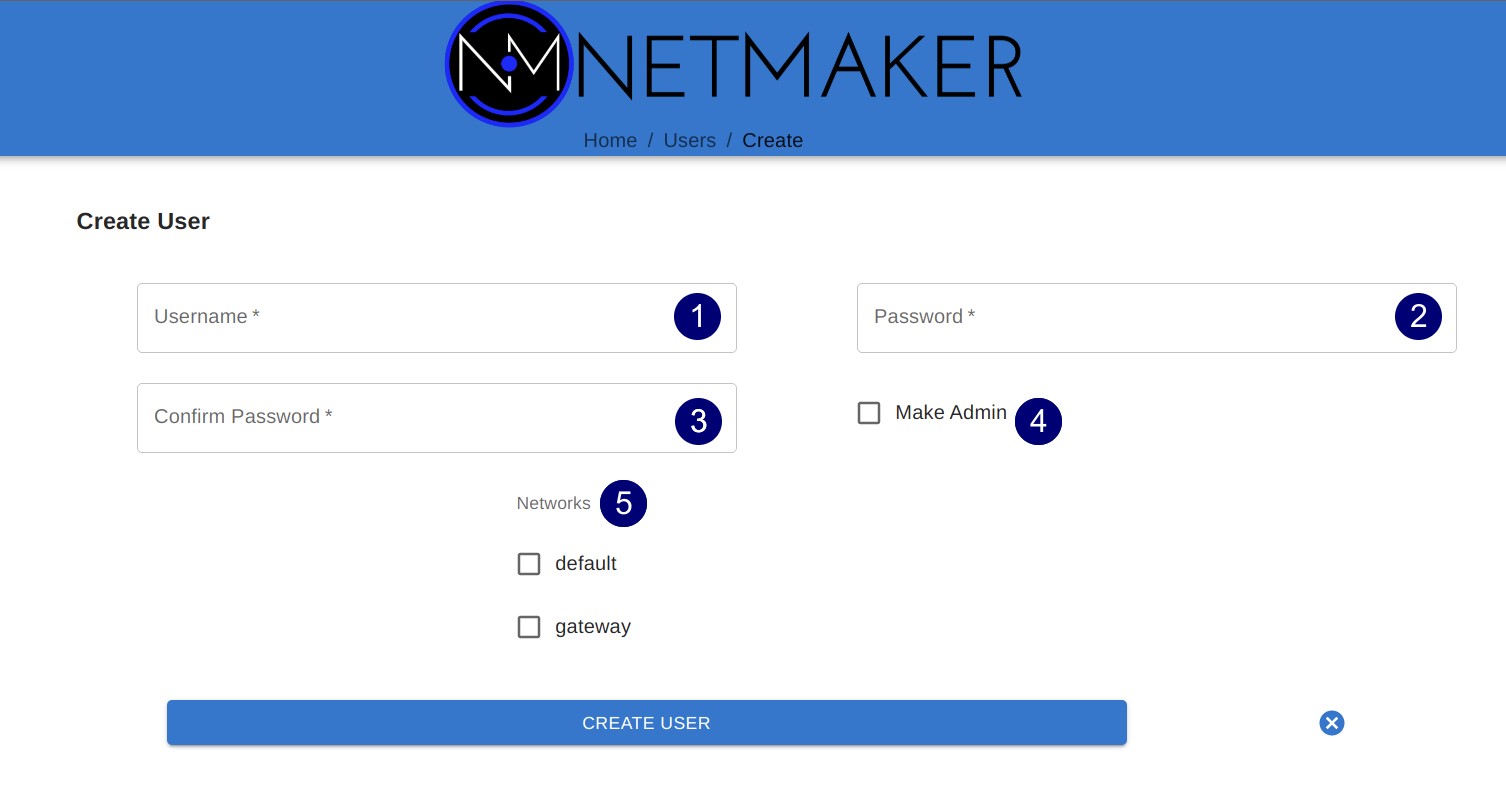 NM NETMAKER
Home / Users / Create
Create User
Username * 1
Password * 2
Confirm Password * 3
Make Admin 4
Networks 5
default
gateway
CREATE USER